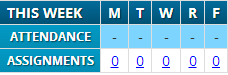 THIS WEEK M T W R F
ATTENDANCE - - - - -
ASSIGNMENTS 0 0 0 0 0